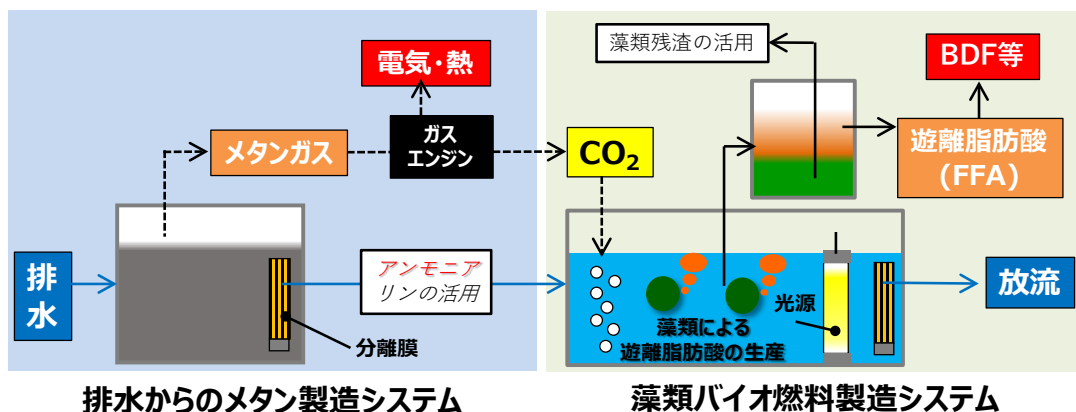 電気・熱
メタンガス
ガス
エンジン
CO₂
排
水
アンモニア
リンの活用
分離膜
排水からのメタン製造システム
藻類残渣の活用
BDF等
遊離脂肪酸
(FFA)
光源
藻類による
遊離脂肪酸の生産
放流
藻類バイオ燃料製造システム